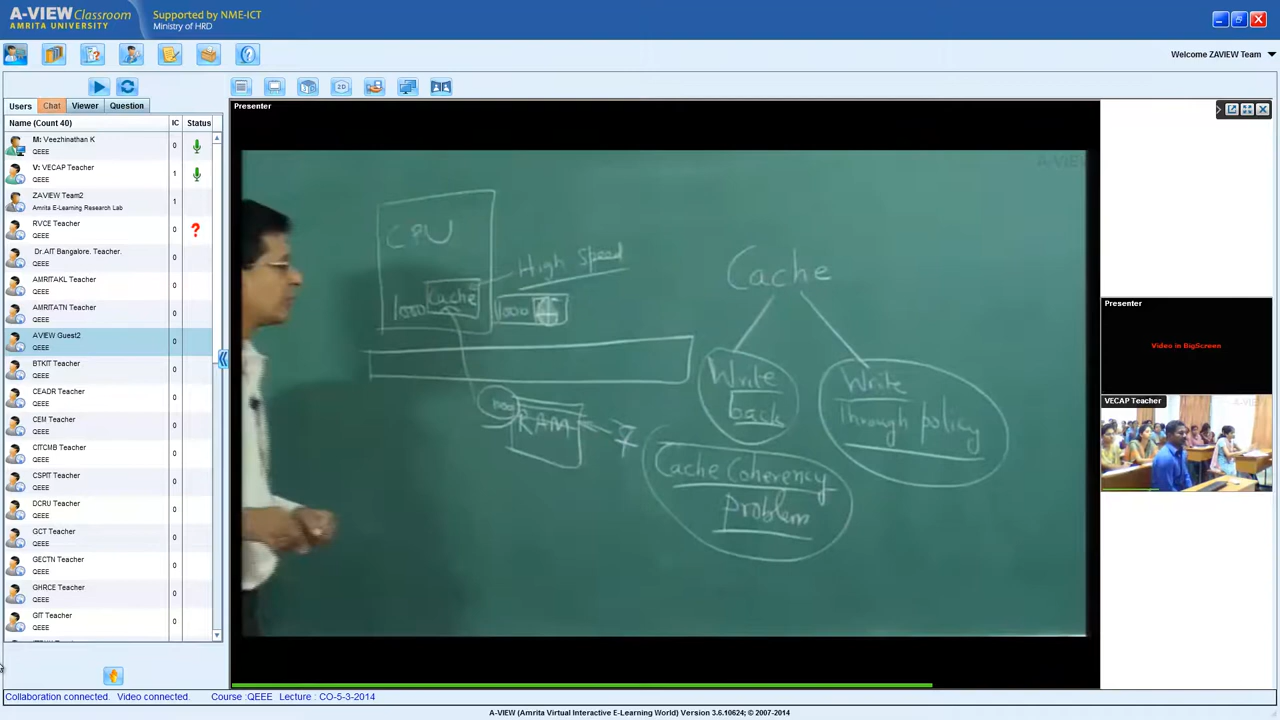 A-VIEW Classroom
AMRITA UNIVERSITY
Supported by NME-ICT
Ministry of HRD
Welcome ZAVIEW Team
2D
Users Chat Viewer Question
Name (Count 40) IC Status
M: Veezhinathan K
QEEE 0
V: VECAP Teacher
QEEE 1
ZAVIEW Team2
Amrita E-Learning Research Lab 1
RVCE Teacher
QEEE 0 ?
Dr.AIT Bangalore. Teacher.
QEEE 0
AMRITAKL Teacher
QEEE 0
AMRITATN Teacher
QEEE 0
AVIEW Guest2
QEEE 0
BTKIT Teacher
QEEE 0
CEADR Teacher
QEEE 0
CEM Teacher
QEEE 0
CITCMB Teacher
QEEE 0
CSPIT Teacher
QEEE 0
DCRU Teacher
QEEE 0
GCT Teacher
QEEE 0
GECTN Teacher
QEEE 0
GHRCE Teacher
QEEE 0
GIT Teacher
QEEE 0
Presenter
A-VIEW
CPU
High Speed
1000 Cache
1000
1000 RAM
7
Cache
Write
back
Write
Through policy
Cache Coherency
Problem
Presenter
Video in BigScreen
VECAP Teacher
Collaboration connected. Video connected. Course :QEEE Lecture : CO-5-3-2014
A-VIEW (Amrita Virtual Interactive E-Learning World) Version 3.6.10624; © 2007-2014